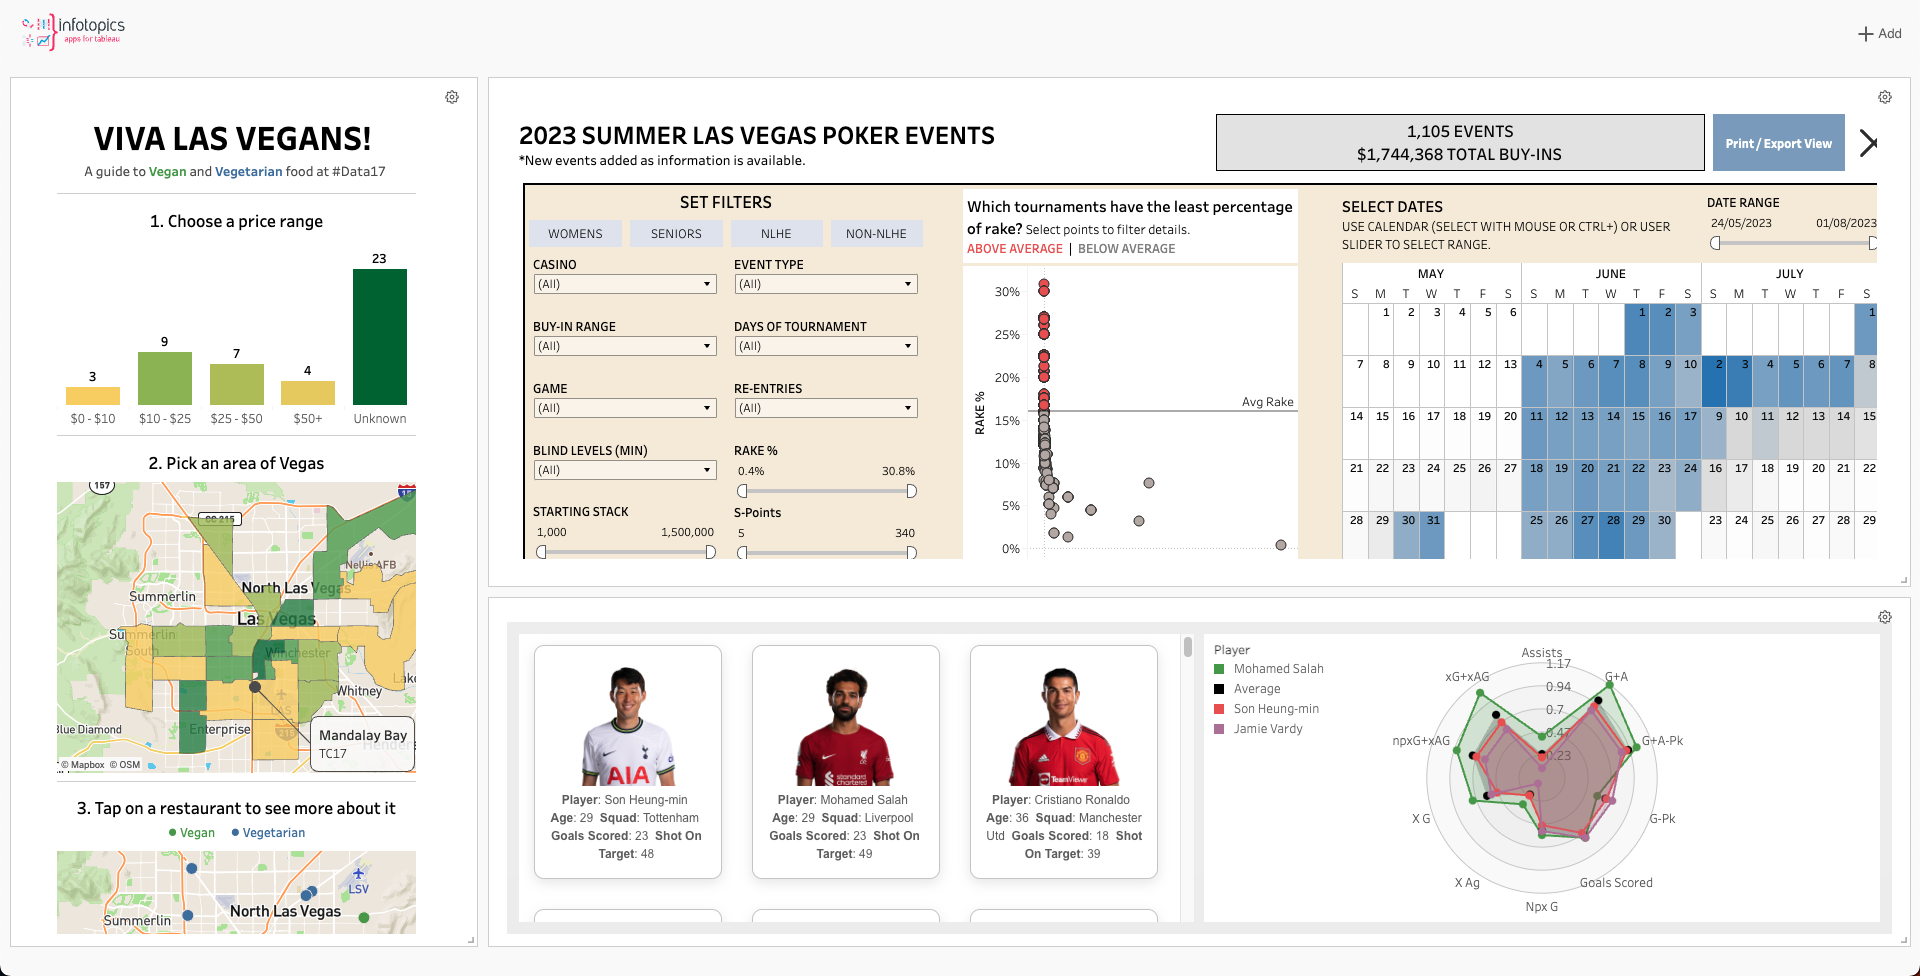 infotopics
apps for tableau
Add
VIVA LAS VEGANS!
A guide to Vegan and Vegetarian food at #Data17
1. Choose a price range
23
9
7
4
3
$0 - $10
$10 - $25
$25 - $50
$50+
Unknown
2. Pick an area of Vegas
157
CC 215
Nellis AFB
North Las Vegas
Summerlin
Las Vegas
Summerlin
South
Winchester
Whitney
LAS
215
Blue Diamond
Enterprise
Mandalay Bay
TC17
© Mapbox © OSM
3. Tap on a restaurant to see more about it
Vegan
Vegetarian
LSV
North Las Vegas
Summerlin
2023 SUMMER LAS VEGAS POKER EVENTS
*New events added as information is available.
1,105 EVENTS
$1,744,368 TOTAL BUY-INS
Print / Export View
SET FILTERS
WOMENS
SENIORS
NLHE
NON-NLHE
CASINO
(All)
EVENT TYPE
(All)
BUY-IN RANGE
(All)
DAYS OF TOURNAMENT
(All)
GAME
(All)
RE-ENTRIES
(All)
BLIND LEVELS (MIN)
(All)
RAKE %
0.4%
30.8%
STARTING STACK
1,000
1,500,000
S-Points
5
340
Which tournaments have the least percentage
of rake? Select points to filter details.
ABOVE AVERAGE | BELOW AVERAGE
30%
25%
20%
15%
10%
5%
0%
RAKE %
Avg Rake
SELECT DATES
USE CALENDAR (SELECT WITH MOUSE OR CTRL+) OR USER
SLIDER TO SELECT RANGE.
DATE RANGE
24/05/2023
01/08/2023
MAY
JUNE
JULY
S M T W T F S S M T W T F S S M T W T F S
1 2 3 4 5 6 1 2 3 1
7 8 9 10 11 12 13 4 5 6 7 8 9 10 2 3 4 5 6 7 8
14 15 16 17 18 19 20 11 12 13 14 15 16 17 9 10 11 12 13 14 15
21 22 23 24 25 26 27 18 19 20 21 22 23 24 16 17 18 19 20 21 22
28 29 30 31 25 26 27 28 29 30 23 24 25 26 27 28 29
AIA
Player: Son Heung-min
Age: 29 Squad: Tottenham
Goals Scored: 23 Shot On
Target: 48
standard
chartered
Player: Mohamed Salah
Age: 29 Squad: Liverpool
Goals Scored: 23 Shot On
Target: 49
TeamViewer
Player: Cristiano Ronaldo
Age: 36 Squad: Manchester
Utd Goals Scored: 18 Shot
On Target: 39
Player
Mohamed Salah
Average
Son Heung-min
Jamie Vardy
Assists
1.17
0.94
0.7
0.47
0.23
G+A
G+A-Pk
G-Pk
Goals Scored
Npx G
X Ag
X G
npxG+xAG
xG+xAG